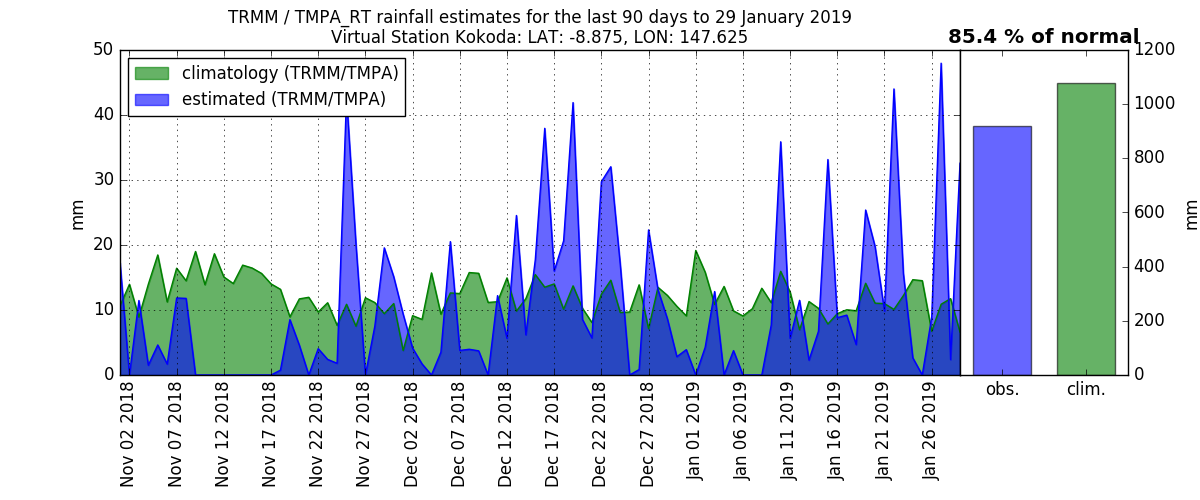 TRMM / TMPA_RT rainfall estimates for the last 90 days to 29 January 2019
Virtual Station Kokoda: LAT: -8.875, LON: 147.625
85.4 % of normal
climatology (TRMM/TMPA)
estimated (TRMM/TMPA)
50
40
30
20
10
0
mm
Nov 02 2018
Nov 07 2018
Nov 12 2018
Nov 17 2018
Nov 22 2018
Nov 27 2018
Dec 02 2018
Dec 07 2018
Dec 12 2018
Dec 17 2018
Dec 22 2018
Dec 27 2018
Jan 01 2019
Jan 06 2019
Jan 11 2019
Jan 16 2019
Jan 21 2019
Jan 26 2019
obs.
clim.
1200
1000
800
600
400
200
0
mm